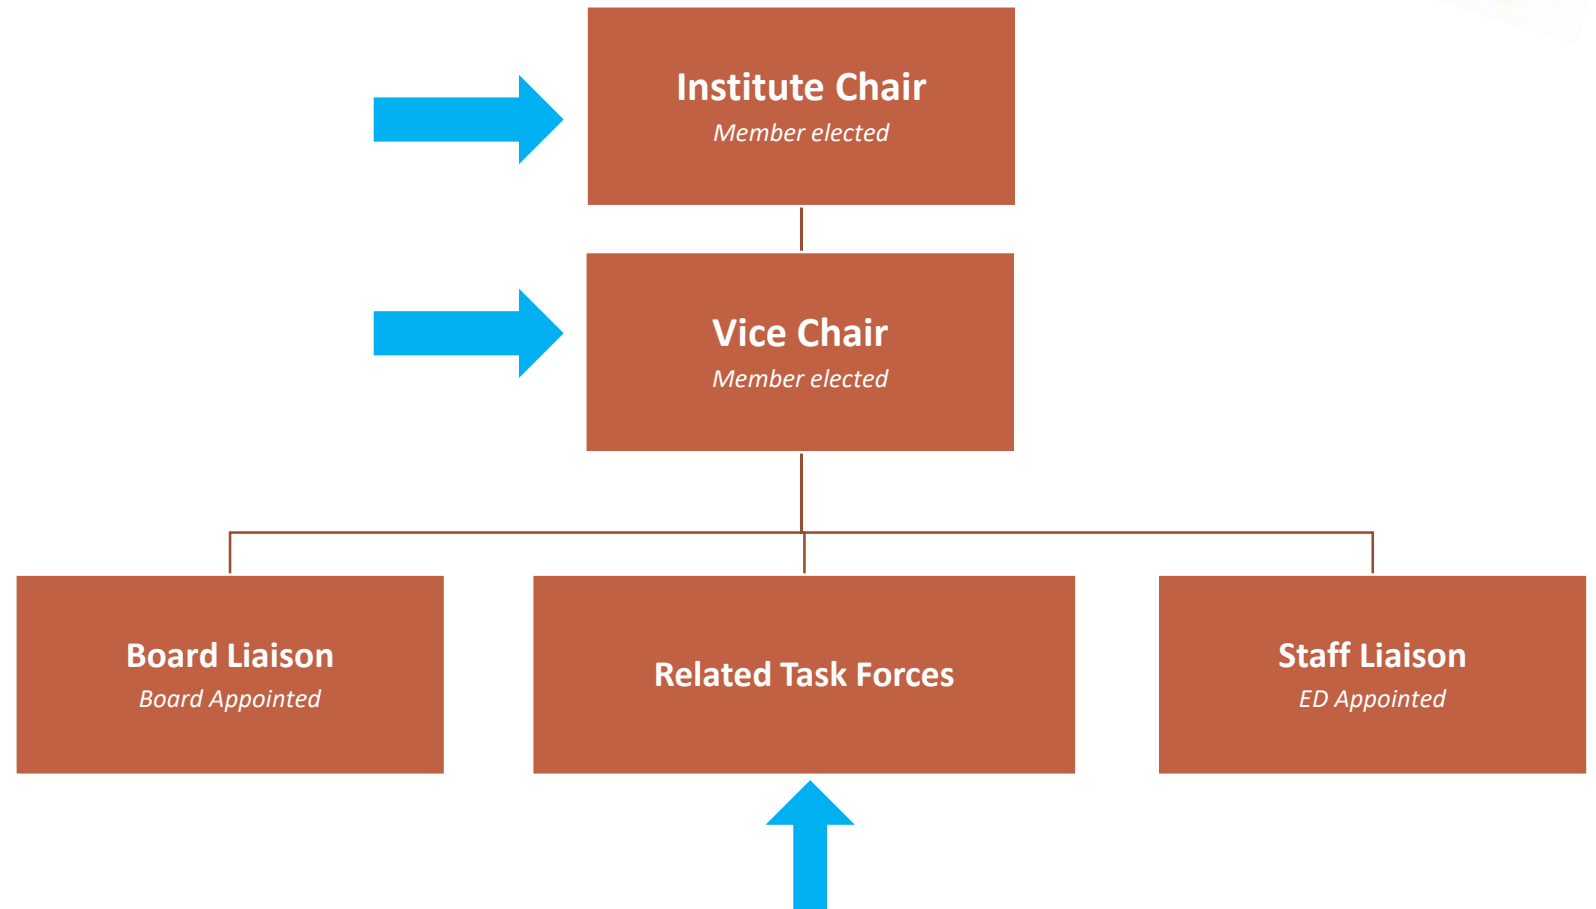 Institute Chair
Member elected
Vice Chair
Member elected
Board Liaison
Board Appointed
Related Task Forces
Staff Liaison
ED Appointed